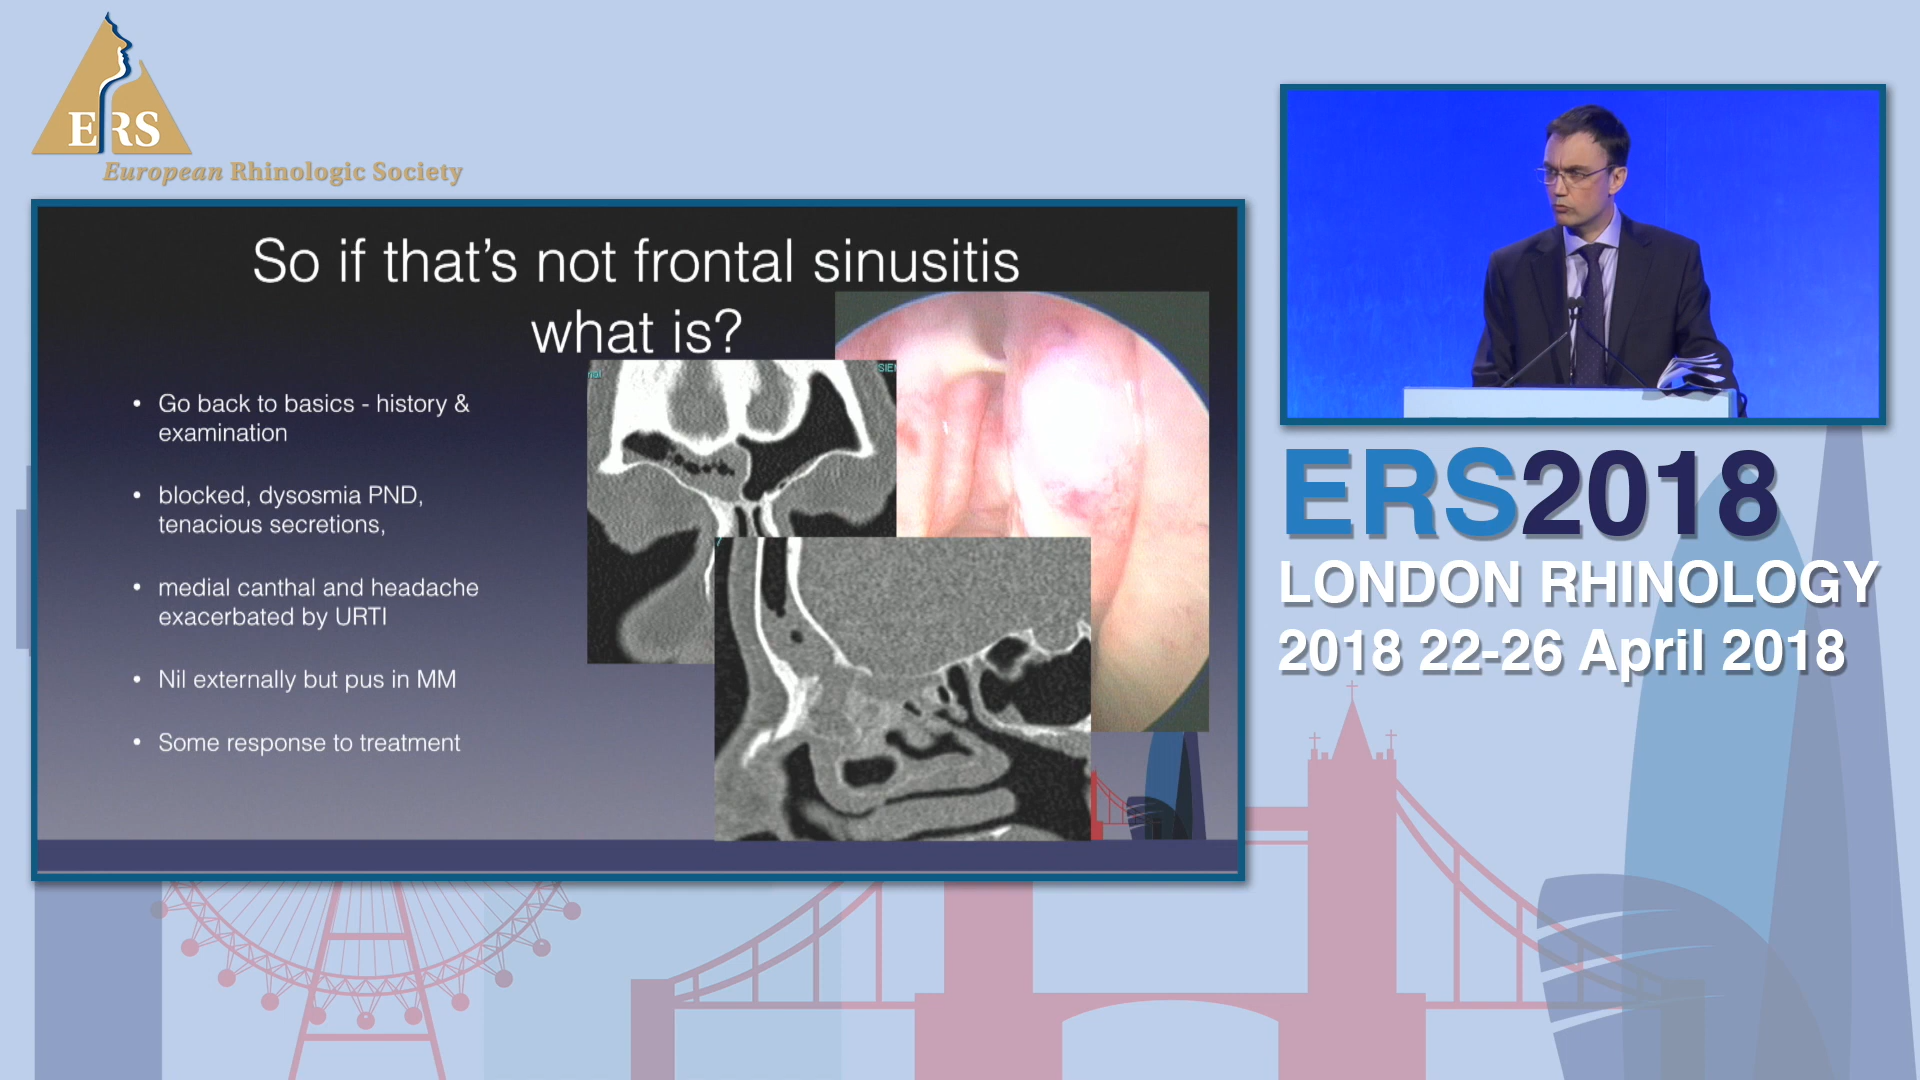 ERS
European Rhinologic Society
So if that's not frontal sinusitis
what is?
• Go back to basics - history &
examination
• blocked, dysosmia PND,
tenacious secretions,
• medial canthal and headache
exacerbated by URTI
• Nil externally but pus in MM
• Some response to treatment
SIE
ERS2018
LONDON RHINOLOGY
2018 22-26 April 2018